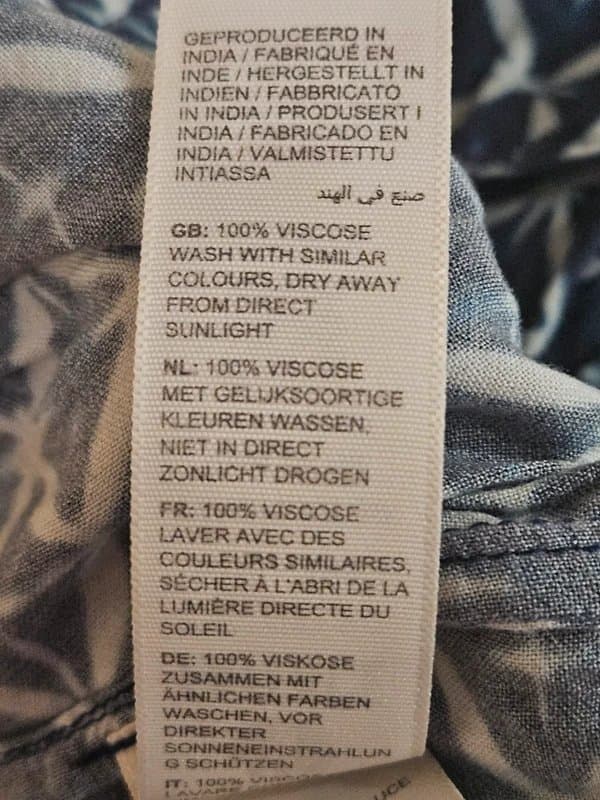 GEPRODUCEERD IN
INDIA / FABRIQUÉ EN
INDE / HERGESTELLT IN
INDIEN / FABBRICATO
IN INDIA / PRODUSERT I
INDIA / FABRICADO EN
INDIA / VALMISTETTU
INTIASSA
صنع في الهند
GB: 100% VISCOSE
WASH WITH SIMILAR
COLOURS, DRY AWAY
FROM DIRECT
SUNLIGHT
NL: 100% VISCOSE
MET GELIJKSOORTIGE
KLEUREN WASSEN,
NIET IN DIRECT
ZONLICHT DROGEN
FR: 100% VISCOSE
LAVER AVEC DES
COULEURS SIMILAIRES,
SÉCHER À L'ABRI DE LA
LUMIÈRE DIRECTE DU
SOLEIL
DE: 100% VISKOSE
ZUSAMMEN MIT
ÄHNLICHEN FARBEN
WASCHEN, VOR
DIREKTER
SONNENEINSTRAHLUN
G SCHÜTZEN
IT: 100%